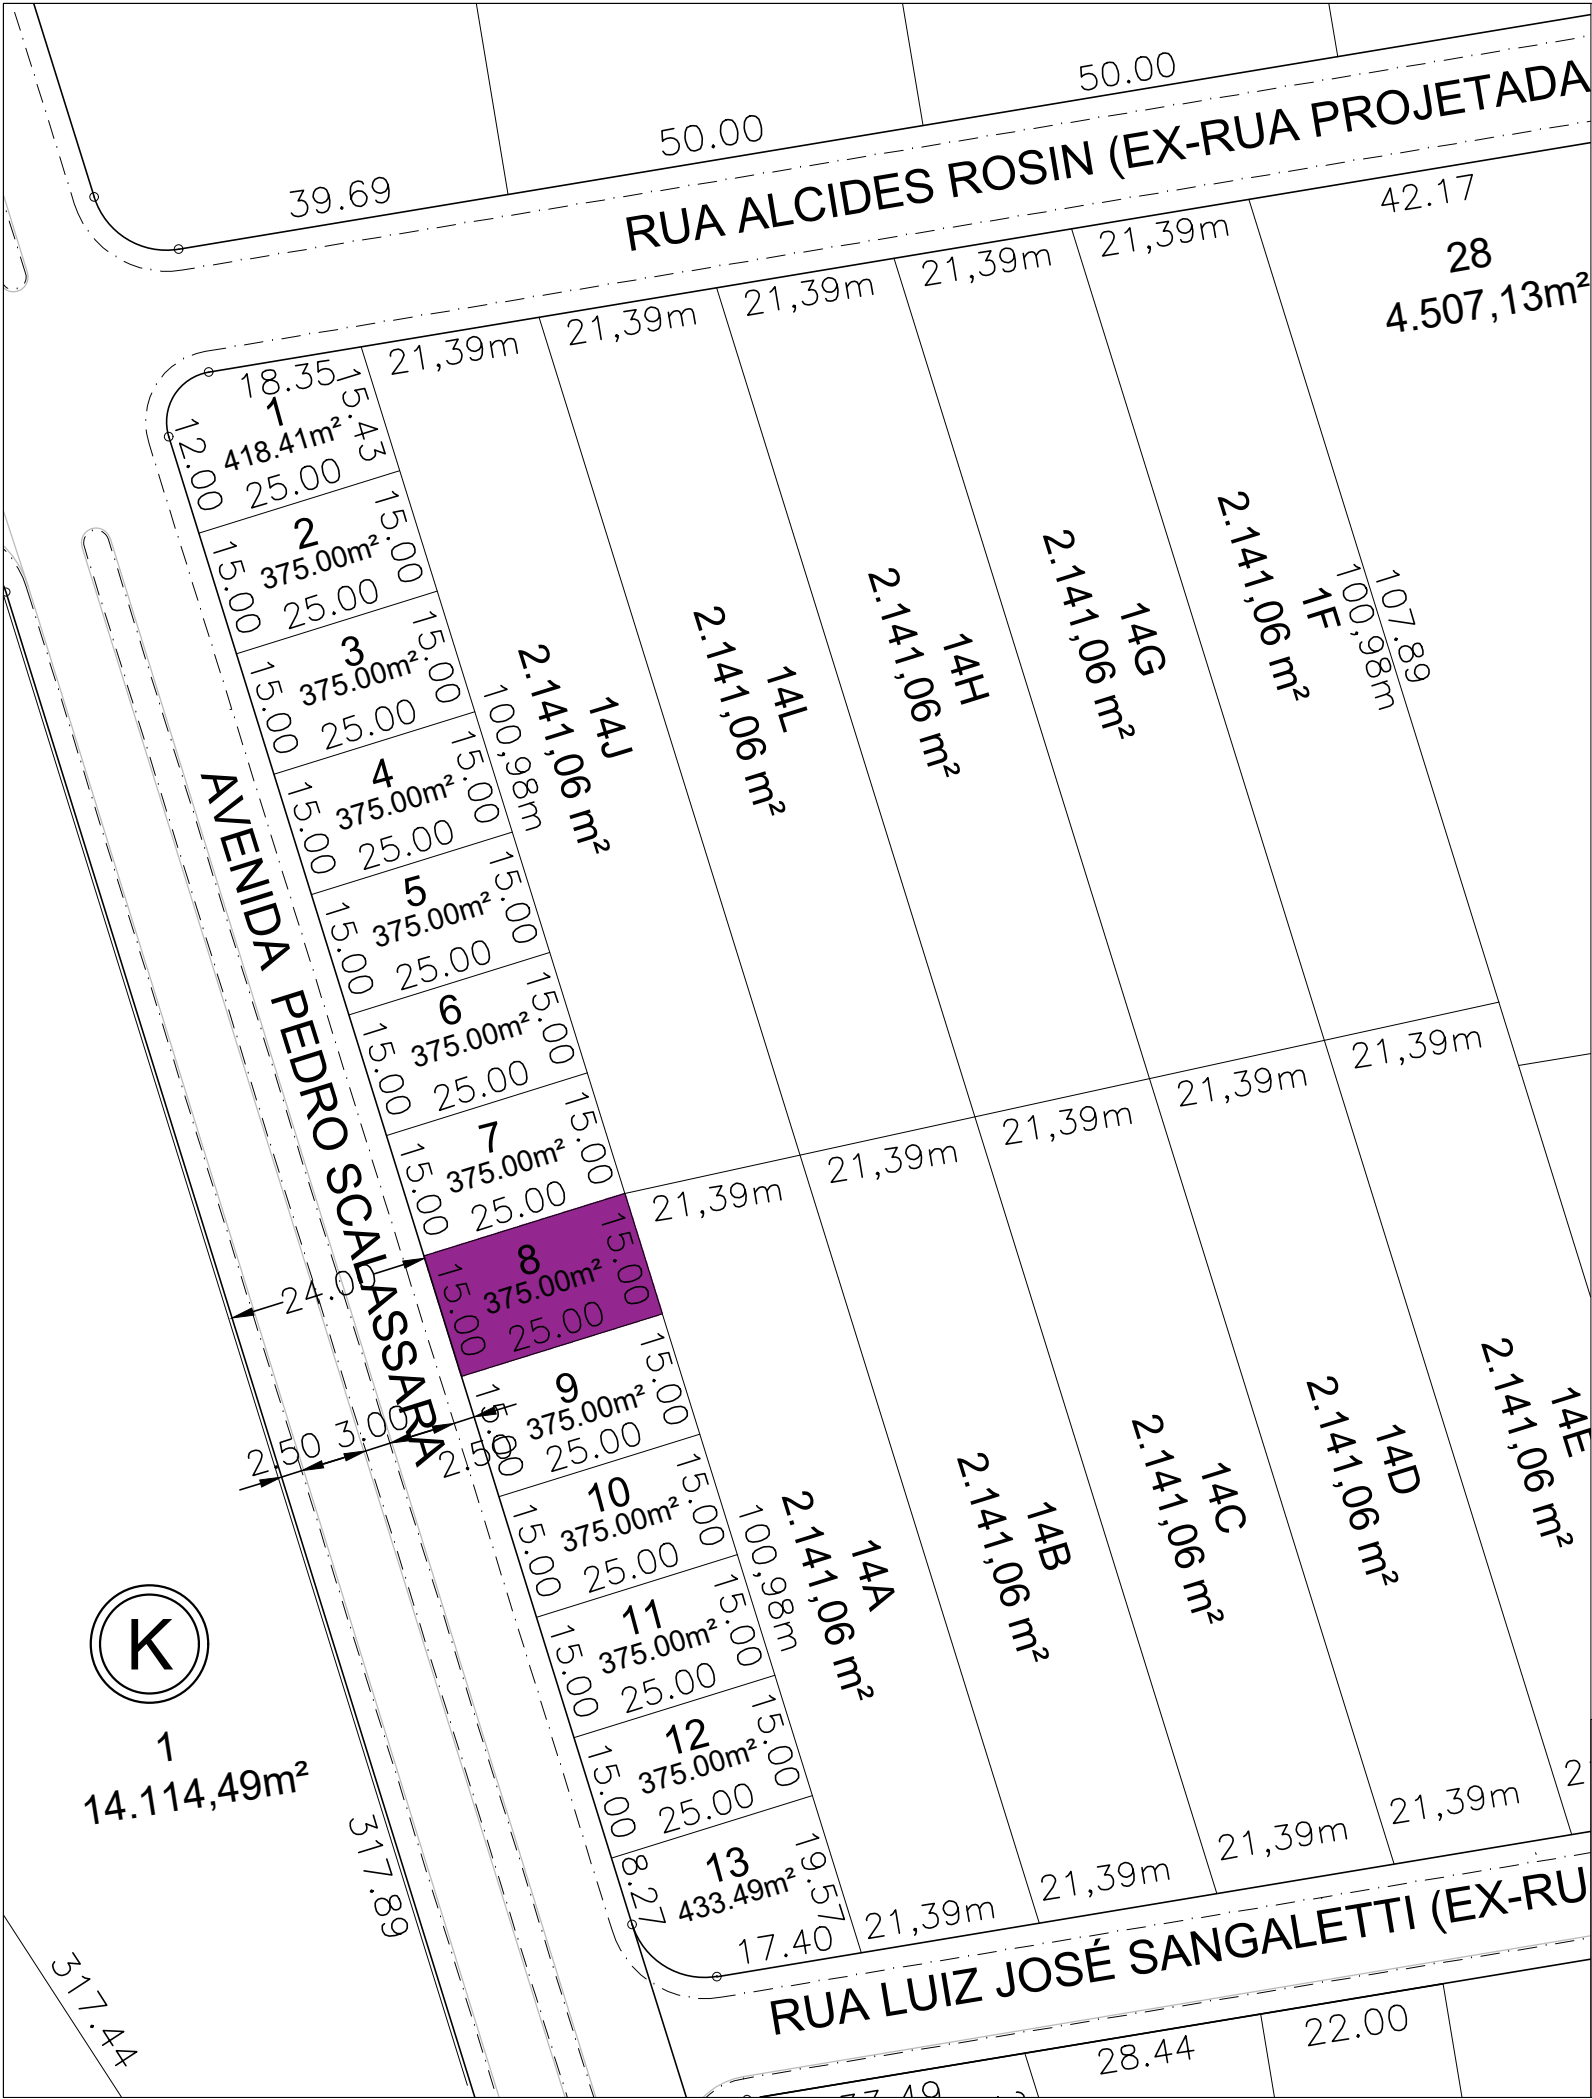 50.00
50.00
39.69
RUA ALCIDES ROSIN (EX-RUA PROJETADA
42.17
28
4.507,13m²
21,39m
21,39m
21,39m
21,39m
21,39m
18.35
15.43
1
418.41m²
12.00
25.00
2
375.00m²
15.00
15.00
25.00
3
375.00m²
15.00
15.00
25.00
4
375.00m²
15.00
15.00
25.00
5
375.00m²
15.00
15.00
25.00
6
375.00m²
15.00
15.00
25.00
7
375.00m²
15.00
15.00
25.00
8
375.00m²
15.00
15.00
25.00
9
375.00m²
15.00
15.00
25.00
10
375.00m²
15.00
15.00
25.00
11
375.00m²
15.00
15.00
25.00
12
375.00m²
15.00
15.00
25.00
13
433.49m²
8.27
19.57
17.40
14J
2.141,06 m²
100,98m
14L
2.141,06 m²
14H
2.141,06 m²
14G
2.141,06 m²
1F
2.141,06 m²
100,98m
107.89
21,39m
21,39m
21,39m
21,39m
21,39m
AVENIDA PEDRO SCALASSARA
24.00
2.50
3.00
2.50
14A
2.141,06 m²
100,98m
14B
2.141,06 m²
14C
2.141,06 m²
14D
2.141,06 m²
14E
2.141,06 m²
21,39m
21,39m
21,39m
21,39m
K
1
14.114,49m²
317.89
317.44
RUA LUIZ JOSÉ SANGALETTI (EX-RU
28.44
22.00